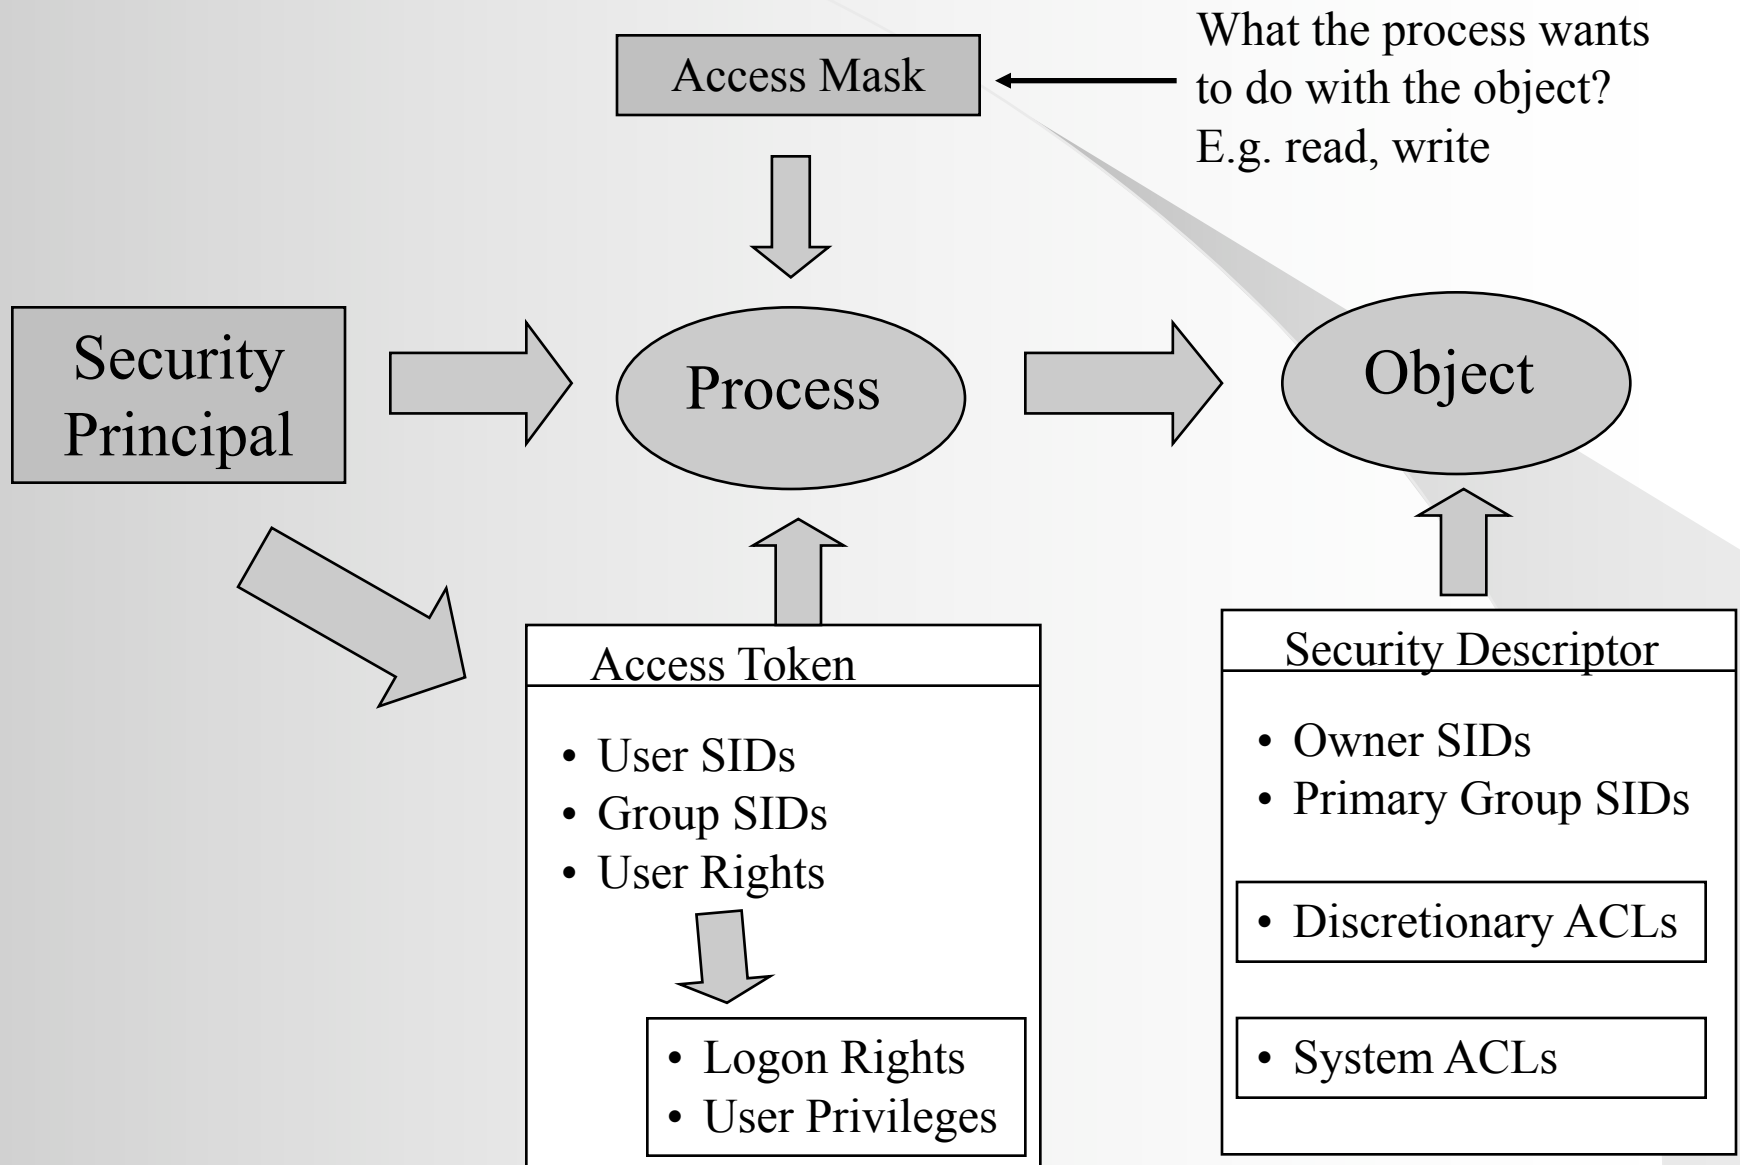 Access Mask
What the process wants
to do with the object?
E.g. read, write
Security
Principal
Process
Object
Access Token
• User SIDs
• Group SIDs
• User Rights
• Logon Rights
• User Privileges
Security Descriptor
• Owner SIDs
• Primary Group SIDs
• Discretionary ACLs
• System ACLs